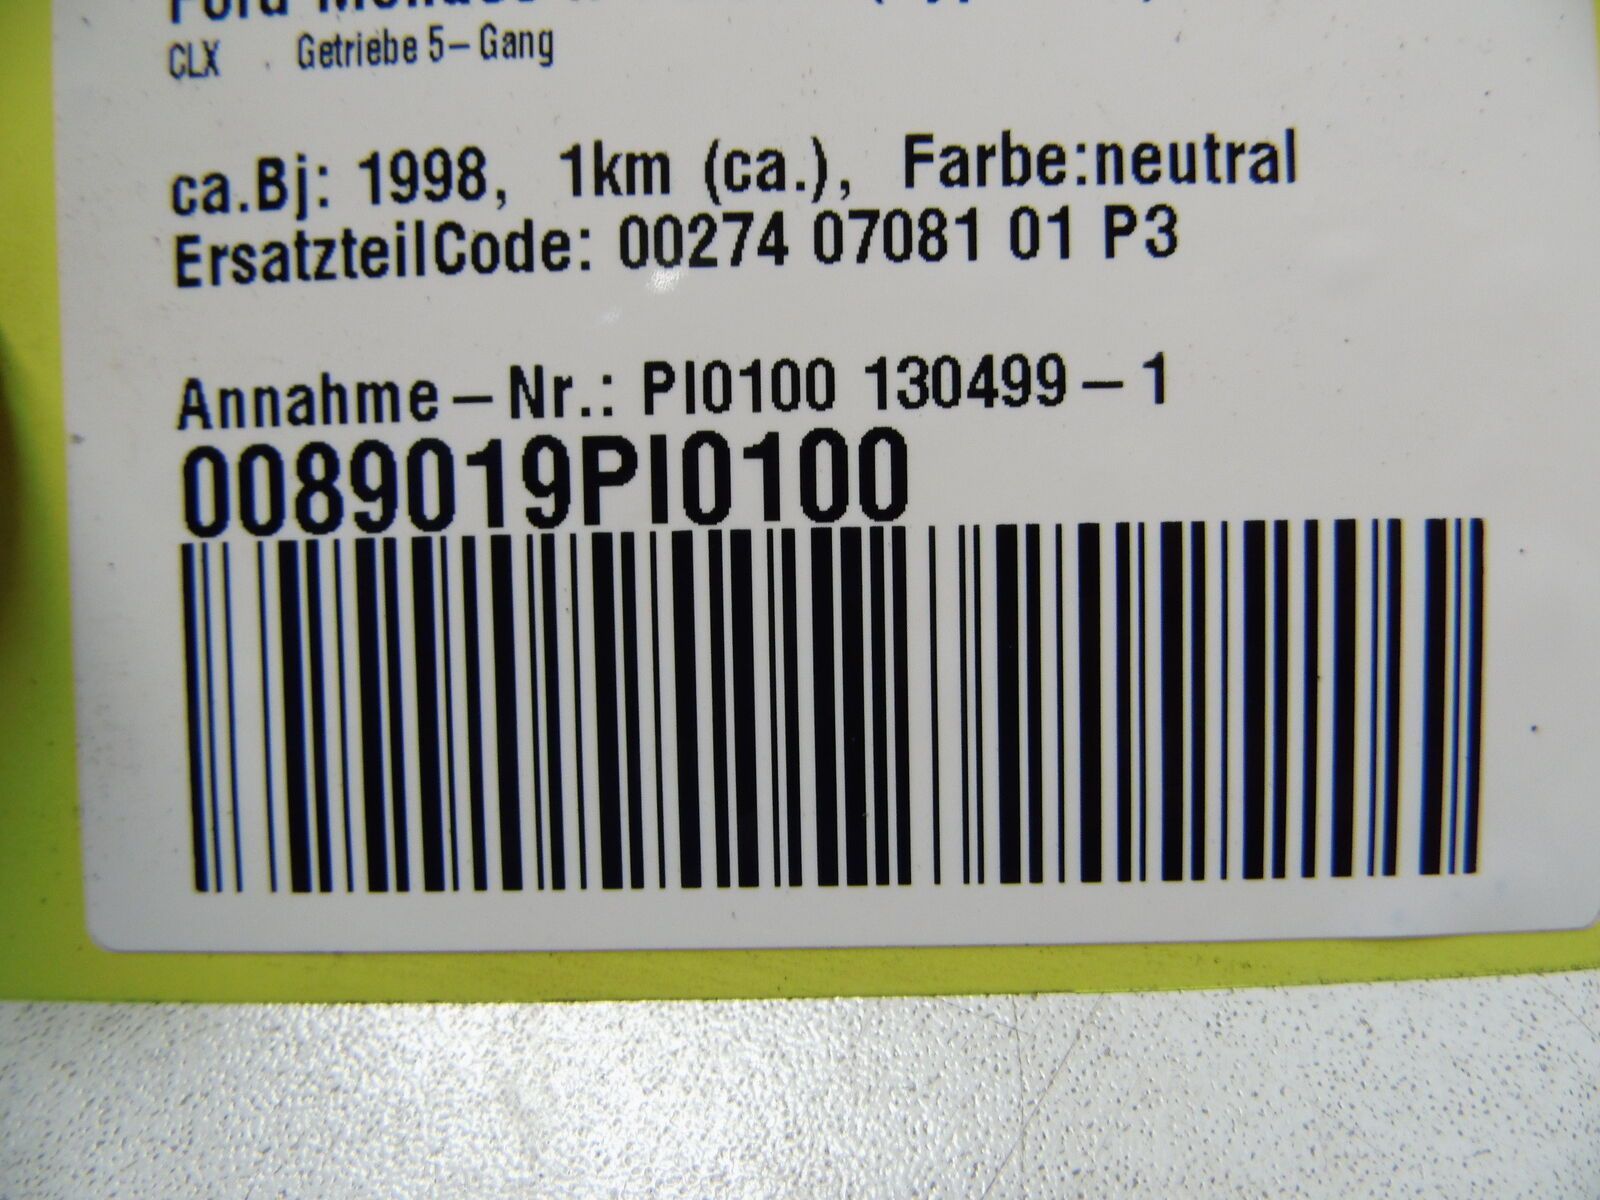 Ford
CLX Getriebe 5-Gang
ca.Bj: 1998, 1km (ca.), Farbe:neutral
ErsatzteilCode: 00274 07081 01 P3
Annahme-Nr.: PI0100 130499-1
0089019PI0100